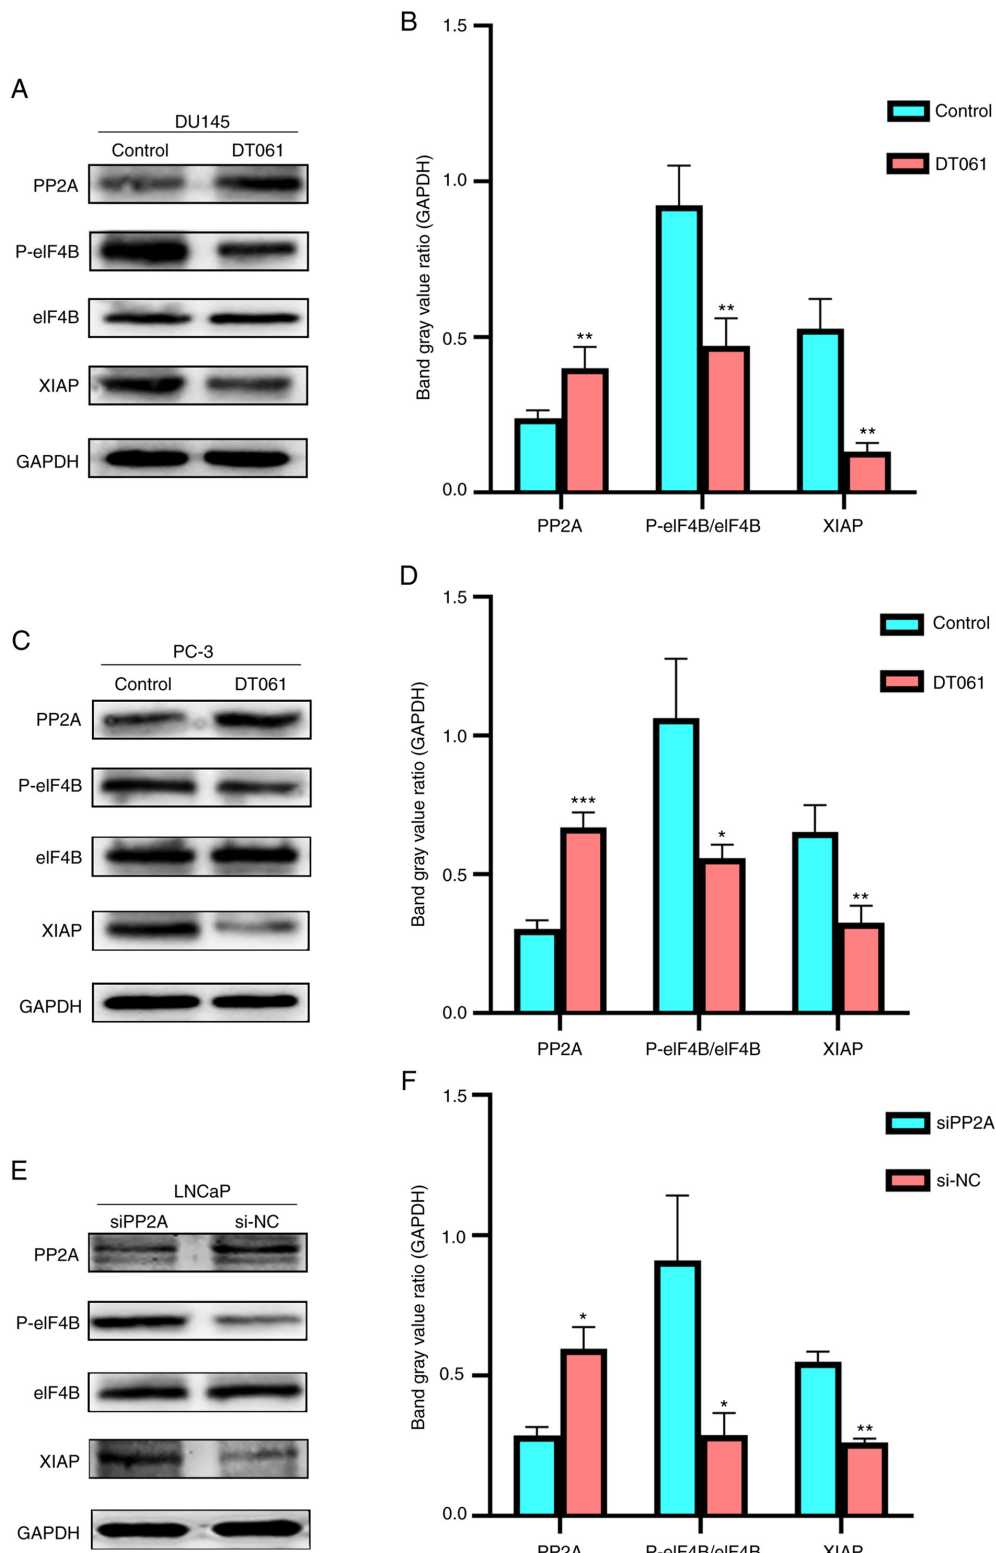 A
DU145
Control DT061
PP2A
P-eIF4B
eIF4B
XIAP
GAPDH
B
1.5
1.0
0.5
0.0
Band gray value ratio (GAPDH)
Control
DT061
**
**
**
PP2A P-eIF4B/eIF4B XIAP
C
PC-3
Control DT061
PP2A
P-eIF4B
eIF4B
XIAP
GAPDH
D
1.5
1.0
0.5
0.0
Band gray value ratio (GAPDH)
Control
DT061
***
*
**
PP2A P-eIF4B/eIF4B XIAP
E
LNCaP
siPP2A si-NC
PP2A
P-eIF4B
eIF4B
XIAP
GAPDH
F
1.5
1.0
0.5
0.0
Band gray value ratio (GAPDH)
siPP2A
si-NC
*
*
**
PP2A P-eIF4B/eIF4B XIAP